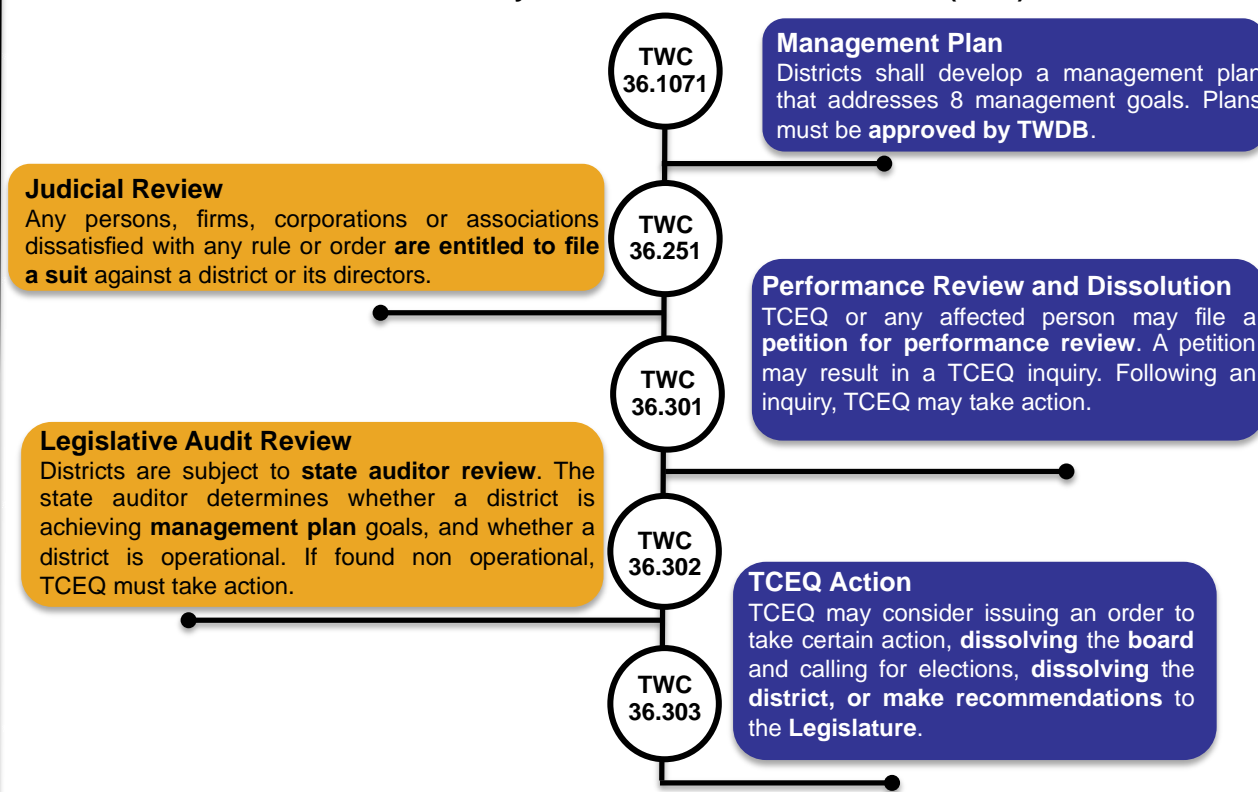 TWC
36.1071
Management Plan
Districts shall develop a management plan
that addresses 8 management goals. Plans
must be approved by TWDB.
Judicial Review
Any persons, firms, corporations or associations
dissatisfied with any rule or order are entitled to file
a suit against a district or its directors.
TWC
36.251
Performance Review and Dissolution
TCEQ or any affected person may file a
petition for performance review. A petition
may result in a TCEQ inquiry. Following an
inquiry, TCEQ may take action.
TWC
36.301
Legislative Audit Review
Districts are subject to state auditor review. The
state auditor determines whether a district is
achieving management plan goals, and whether a
district is operational. If found non operational,
TCEQ must take action.
TWC
36.302
TCEQ Action
TCEQ may consider issuing an order to
take certain action, dissolving the board
and calling for elections, dissolving the
district, or make recommendations to
the Legislature.
TWC
36.303